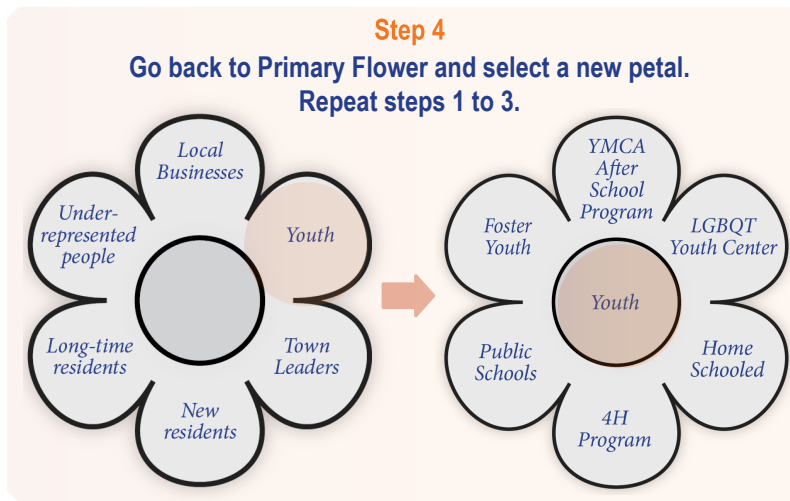 Step 4
Go back to Primary Flower and select a new petal.
Repeat steps 1 to 3.
Local
Businesses
Youth
Town
Leaders
New
residents
Long-time
residents
Under-
represented
people
YMCA
After
School
Program
LGBQT
Youth Center
Home
Schooled
4H
Program
Public
Schools
Foster
Youth
Youth